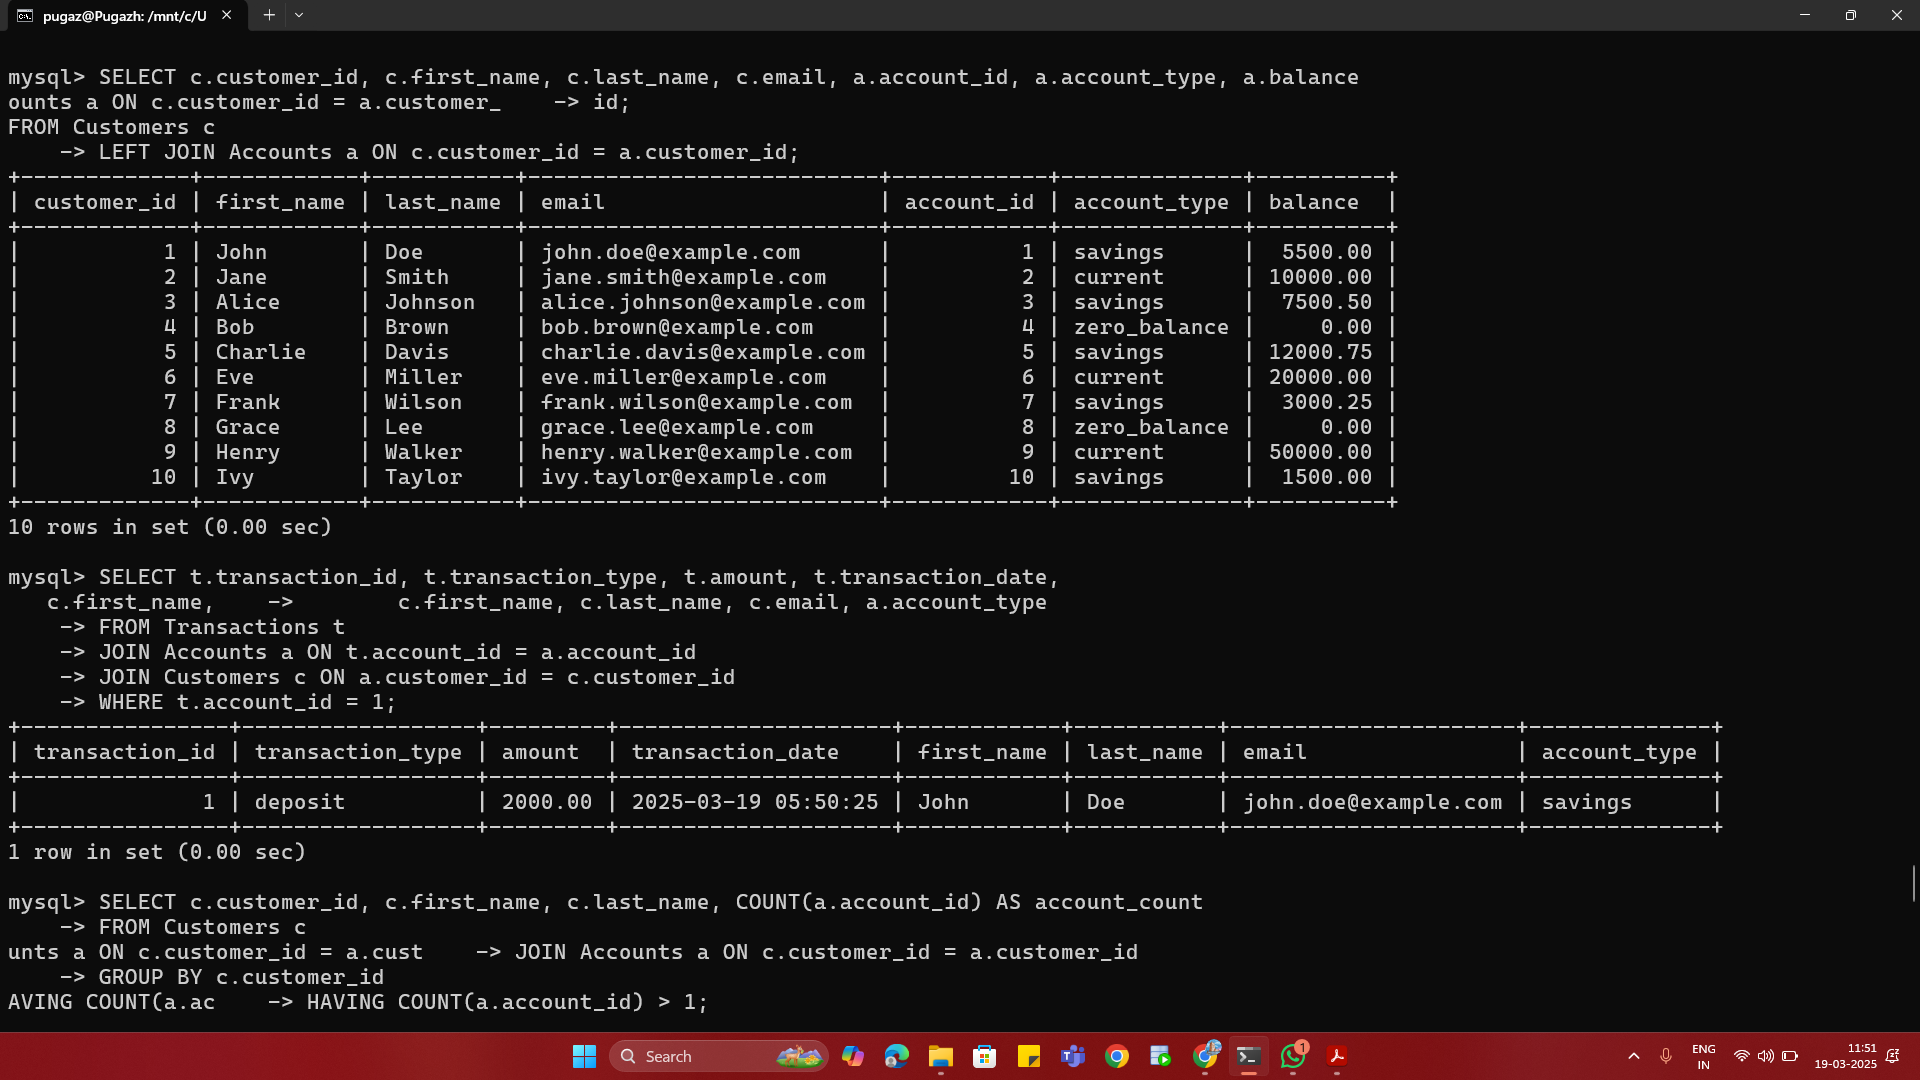 pugaz@Pugazh: /mnt/c/U
mysql> SELECT c.customer_id, c.first_name, c.last_name, c.email, a.account_id, a.account_type, a.balance
ounts a ON c.customer_id = a.customer_    -> id;
FROM Customers c
    -> LEFT JOIN Accounts a ON c.customer_id = a.customer_id;
+-------------+------------+-----------+---------------------------+------------+--------------+----------+
| customer_id | first_name | last_name | email                     | account_id | account_type | balance  |
+-------------+------------+-----------+---------------------------+------------+--------------+----------+
|           1 | John       | Doe       | john.doe@example.com      |          1 | savings      |  5500.00 |
|           2 | Jane       | Smith     | jane.smith@example.com    |          2 | current      | 10000.00 |
|           3 | Alice      | Johnson   | alice.johnson@example.com |          3 | savings      |  7500.50 |
|           4 | Bob        | Brown     | bob.brown@example.com     |          4 | zero_balance |     0.00 |
|           5 | Charlie    | Davis     | charlie.davis@example.com |          5 | savings      | 12000.75 |
|           6 | Eve        | Miller    | eve.miller@example.com    |          6 | current      | 20000.00 |
|           7 | Frank      | Wilson    | frank.wilson@example.com  |          7 | savings      |  3000.25 |
|           8 | Grace      | Lee       | grace.lee@example.com     |          8 | zero_balance |     0.00 |
|           9 | Henry      | Walker    | henry.walker@example.com  |          9 | current      | 50000.00 |
|          10 | Ivy        | Taylor    | ivy.taylor@example.com    |         10 | savings      |  1500.00 |
+-------------+------------+-----------+---------------------------+------------+--------------+----------+
10 rows in set (0.00 sec)
mysql> SELECT t.transaction_id, t.transaction_type, t.amount, t.transaction_date,
   c.first_name,    ->        c.first_name, c.last_name, c.email, a.account_type
    -> FROM Transactions t
    -> JOIN Accounts a ON t.account_id = a.account_id
    -> JOIN Customers c ON a.customer_id = c.customer_id
    -> WHERE t.account_id = 1;
+----------------+------------------+---------+---------------------+------------+-----------+----------------------+--------------+
| transaction_id | transaction_type | amount  | transaction_date    | first_name | last_name | email                | account_type |
+----------------+------------------+---------+---------------------+------------+-----------+----------------------+--------------+
|              1 | deposit          | 2000.00 | 2025-03-19 05:50:25 | John       | Doe       | john.doe@example.com | savings      |
+----------------+------------------+---------+---------------------+------------+-----------+----------------------+--------------+
1 row in set (0.00 sec)
mysql> SELECT c.customer_id, c.first_name, c.last_name, COUNT(a.account_id) AS account_count
    -> FROM Customers c
unts a ON c.customer_id = a.cust    -> JOIN Accounts a ON c.customer_id = a.customer_id
    -> GROUP BY c.customer_id
AVING COUNT(a.ac    -> HAVING COUNT(a.account_id) > 1;
Search
1
ENG
IN
11:51
19-03-2025